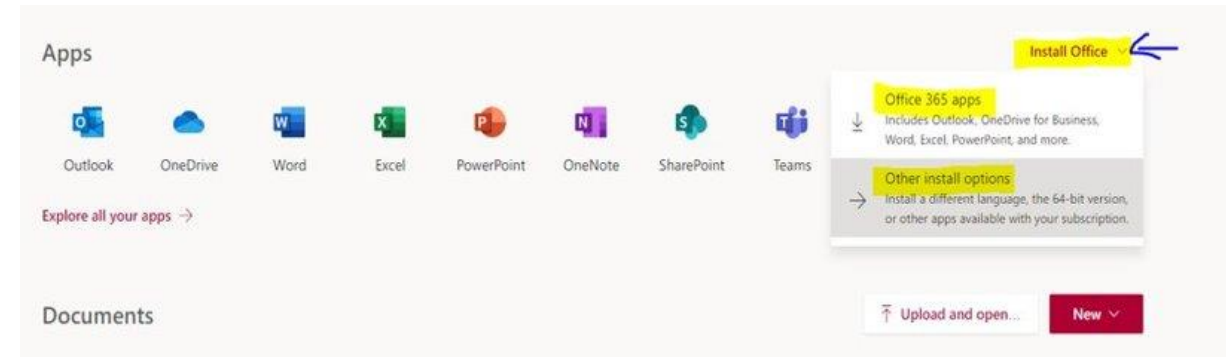 Apps
Install Office
Office 365 apps
Includes Outlook, OneDrive for Business,
Word, Excel, PowerPoint, and more.
Outlook OneDrive Word Excel PowerPoint OneNote SharePoint Teams
Other install options
Install a different language, the 64-bit version,
or other apps available with your subscription.
Explore all your apps →
Documents
Upload and open...
New